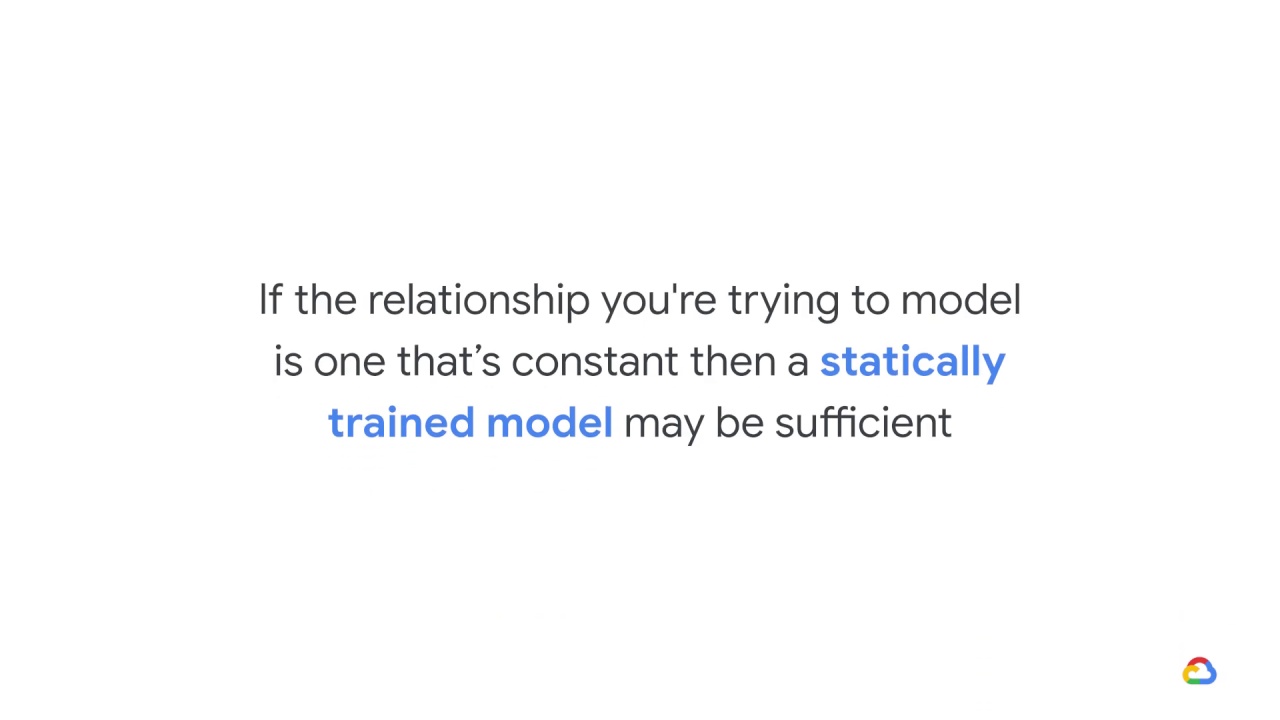 If the relationship you're trying to model
is one that’s constant then a statically
trained model may be sufficient